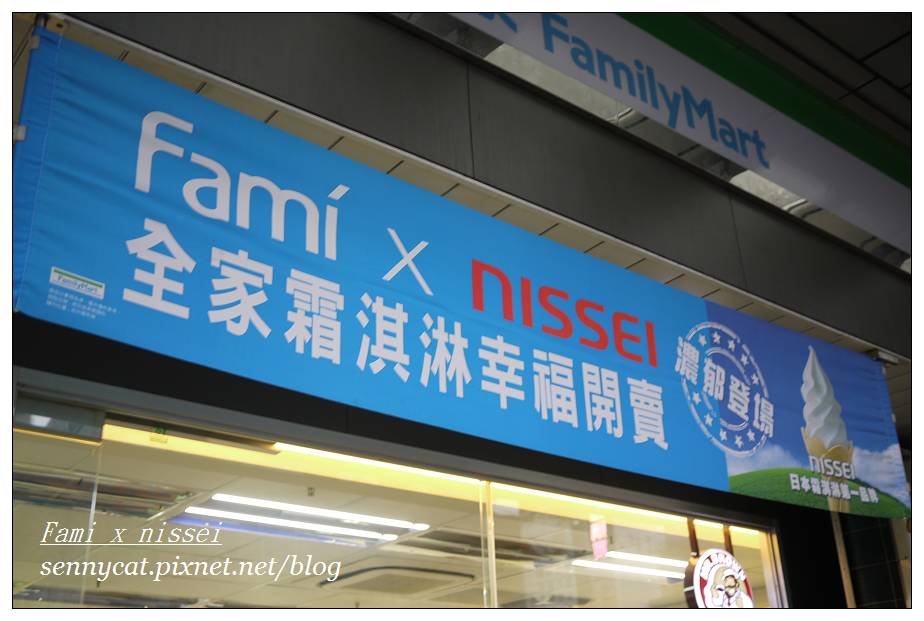 FamilyMart
Famí x nissei
全家霜淇淋幸福開賣
濃郁登場
nissei
日本霜淇淋第一品牌
FamilyMart
Fami x nissei
sennycat.pixnet.net/blog